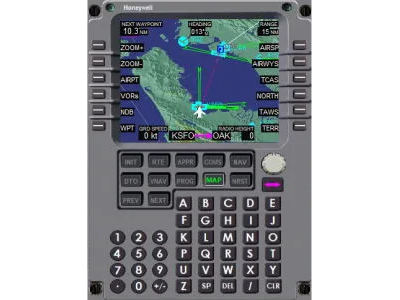 Honeywell
NEXT WAYPOINT HEADING RANGE
10.3 NM 013° 15 NM
ZOOM+ AIRSP
ZOOM- AIRWYS
AIRPT TCAS
VORs NORTH
NDB TAWS
WPT TERR
GRD SPEED RADIO HEIGHT
0 kt KSFO OAK 0
INIT RTE APPR COMS NAV
DTO VNAV PROG MAP NRST
PREV NEXT
A B C D E
F G H I J
1 2 3 K L M N O
4 5 6 P Q R S T
7 8 9 U V W X Y
· 0 +/- Z SP DEL / CLR